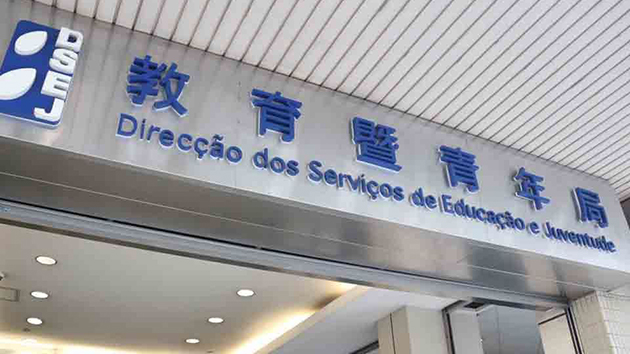 DSEJ
教育暨青年局
Direcção dos Serviços de Educação e Juventude